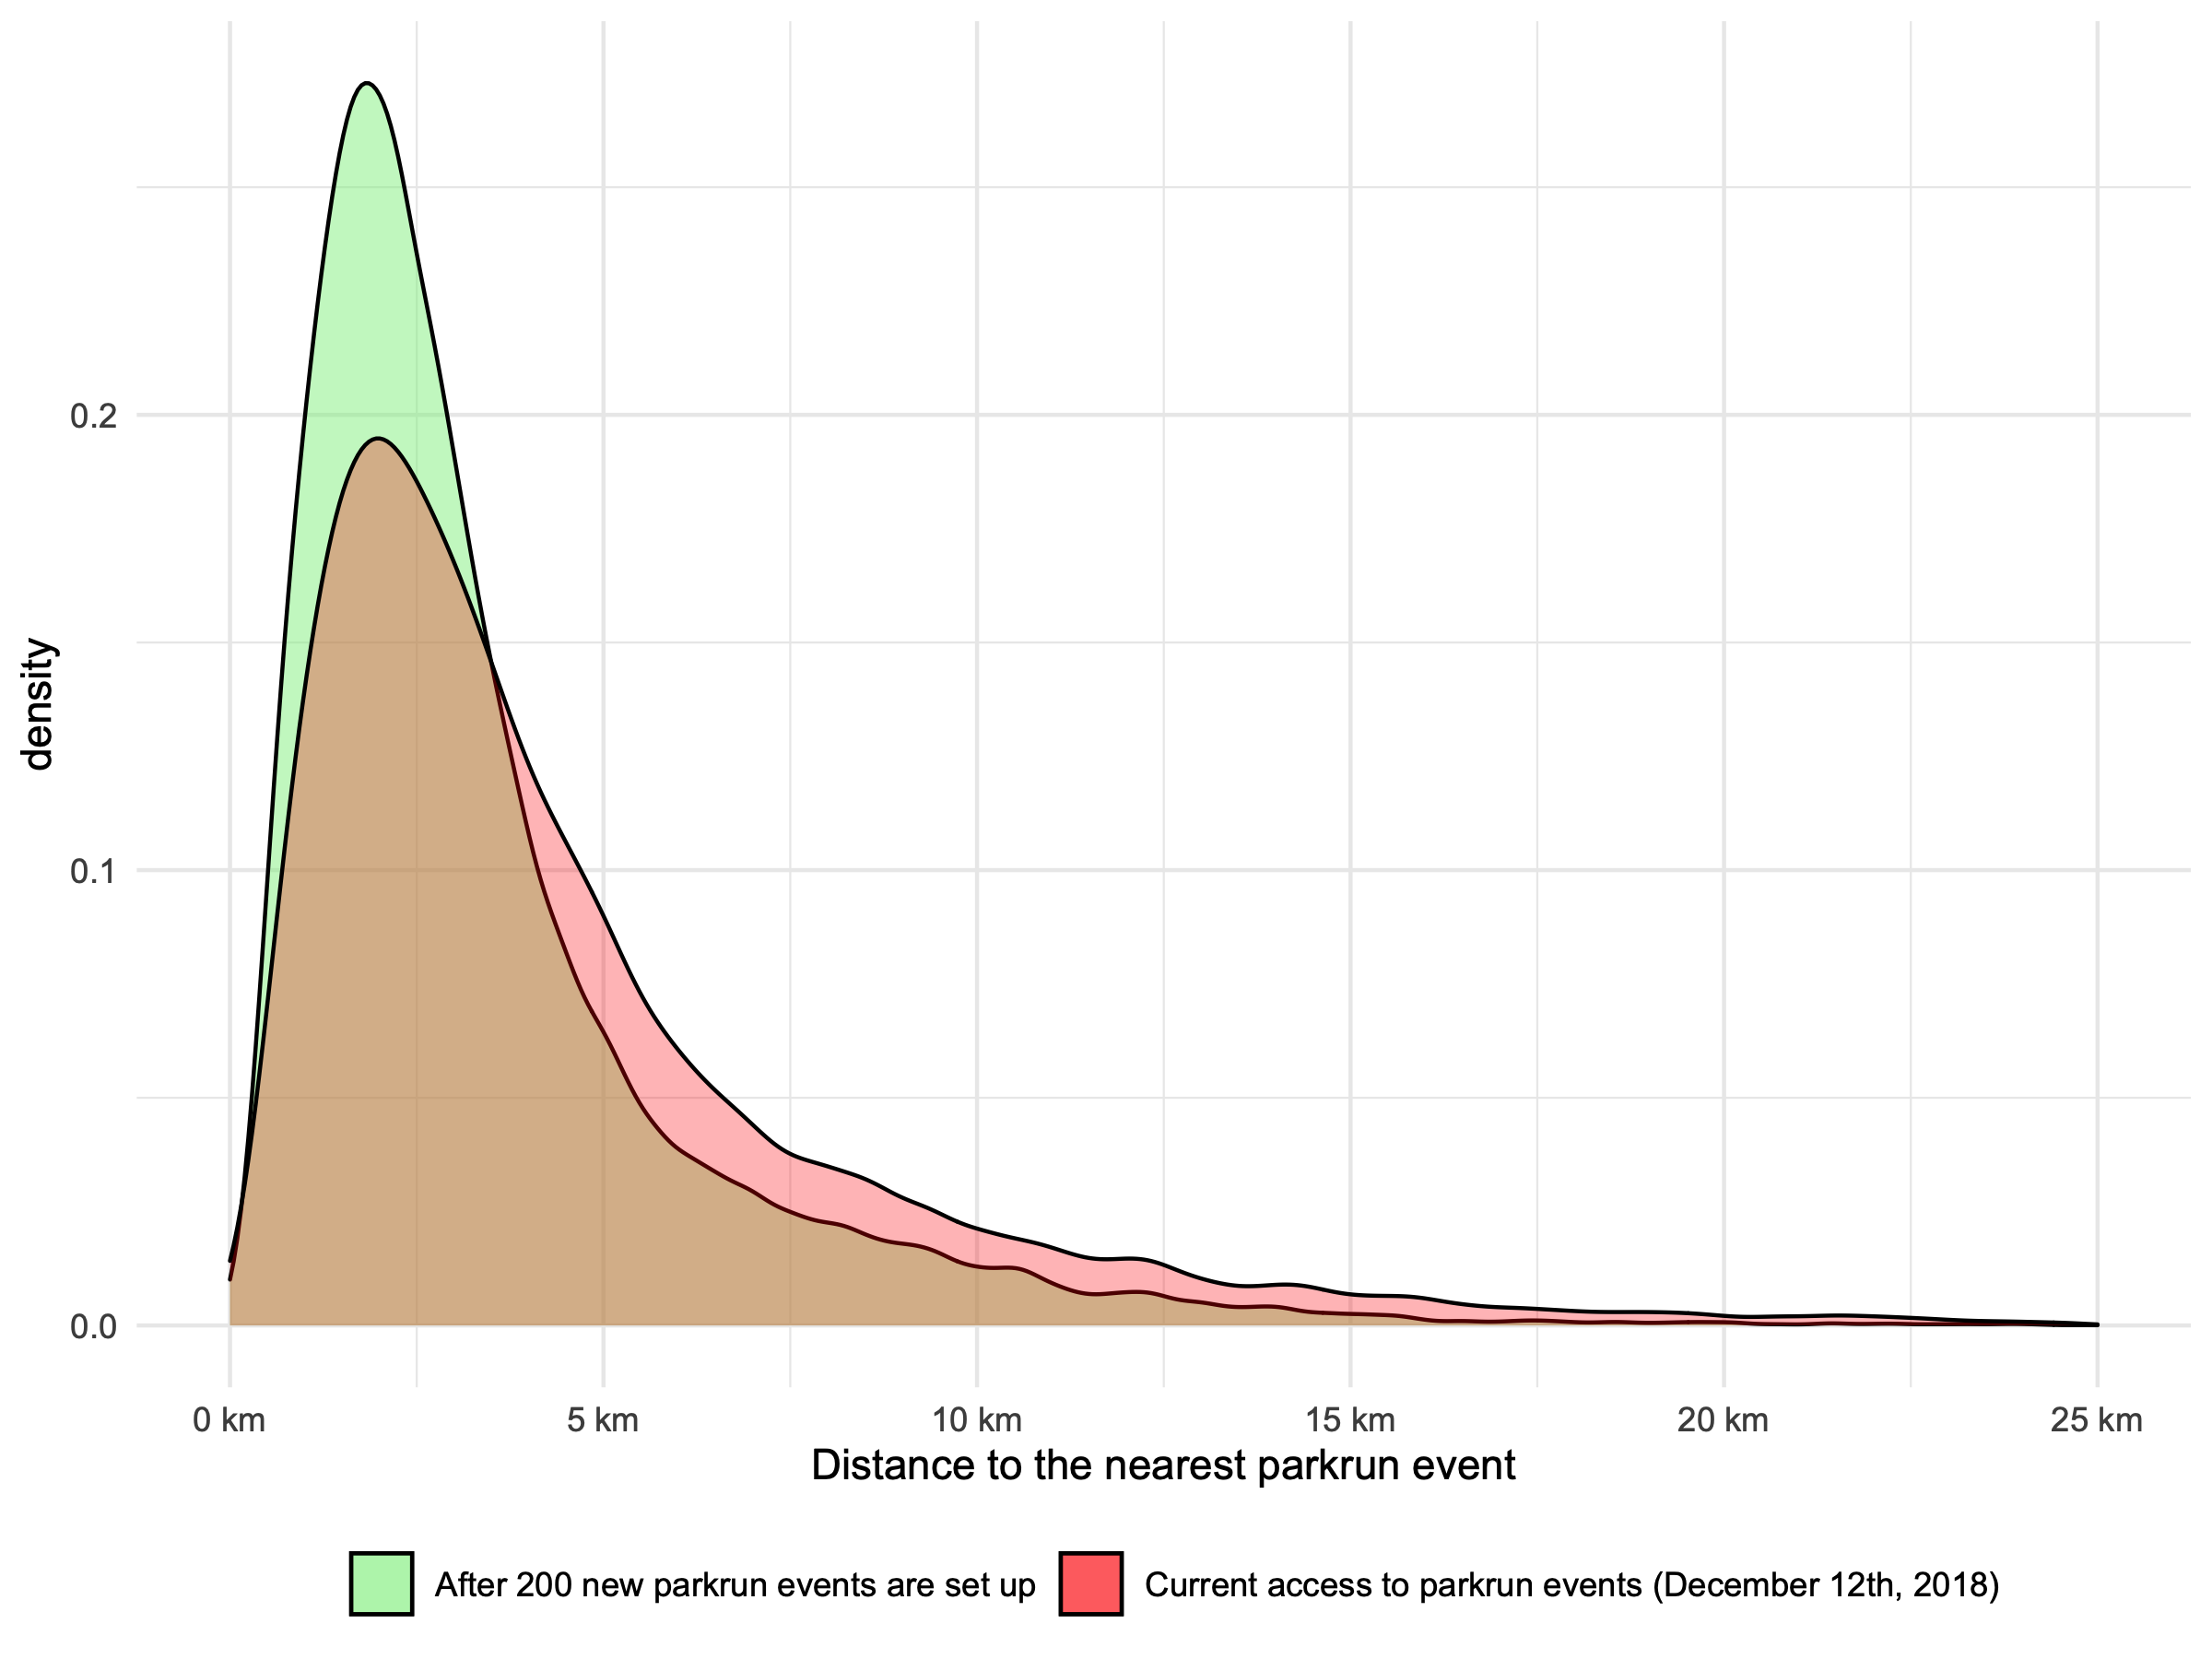 density
0.2
0.1
0.0
0 km 5 km 10 km 15 km 20 km 25 km
Distance to the nearest parkrun event
After 200 new parkrun events are set up Current access to parkrun events (December 12th, 2018)